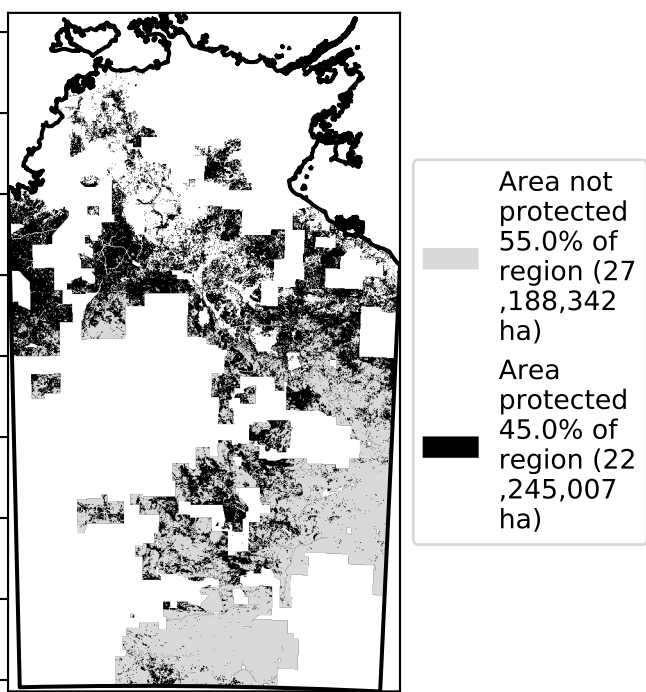 Area not
protected
55.0% of
region (27
,188,342
ha)
Area
protected
45.0% of
region (22
,245,007
ha)